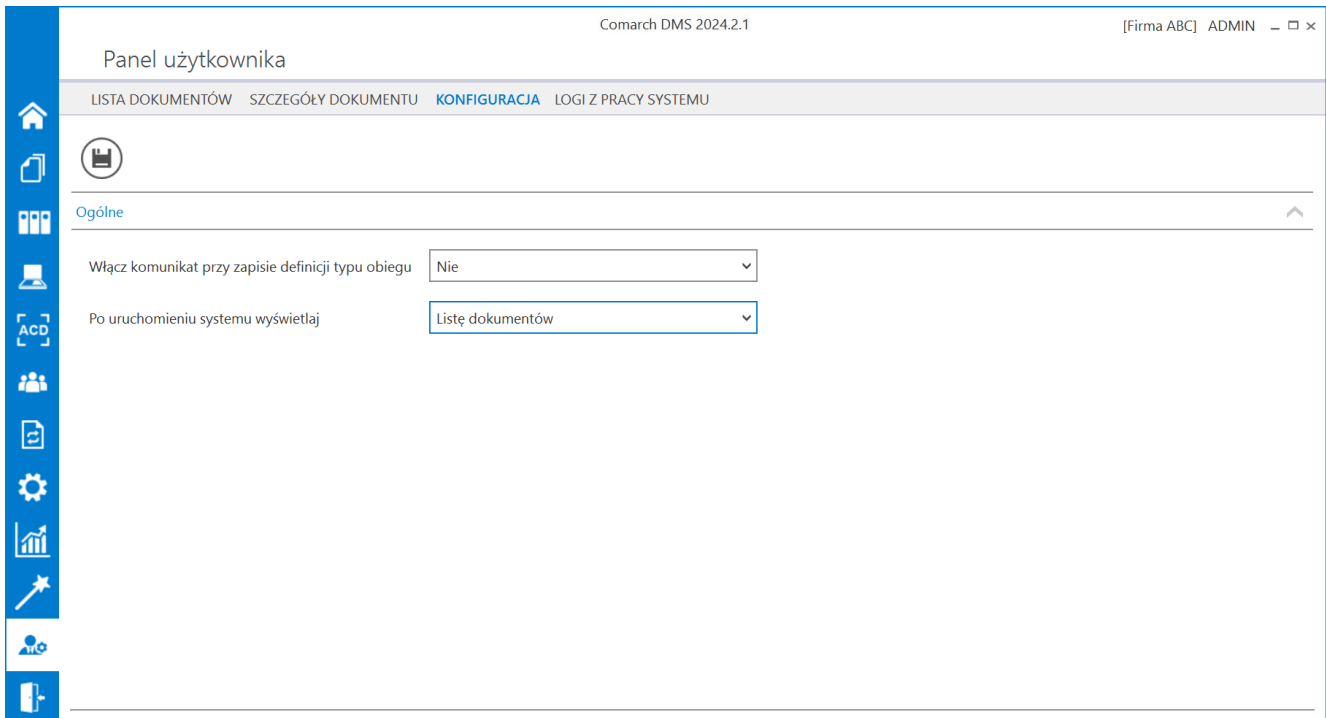 Comarch DMS 2024.2.1
[Firma ABC] ADMIN
Panel użytkownika
LISTA DOKUMENTÓW SZCZEGÓŁY DOKUMENTU KONFIGURACJA LOGI Z PRACY SYSTEMU
Ogólne
Włącz komunikat przy zapisie definicji typu obiegu Nie
Po uruchomieniu systemu wyświetlaj Listę dokumentów
ACD